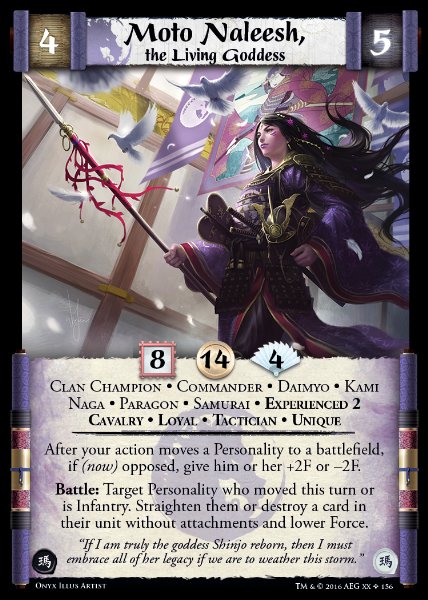 4
Moto Naleesh,
the Living Goddess
5
8
14
4
Clan Champion • Commander • Daimyo • Kami
Naga • Paragon • Samurai • Experienced 2
Cavalry • Loyal • Tactician • Unique
After your action moves a Personality to a battlefield,
if (now) opposed, give him or her +2F or –2F.
Battle: Target Personality who moved this turn or
is Infantry. Straighten them or destroy a card in
their unit without attachments and lower Force.
“If I am truly the goddess Shinjo reborn, then I must
embrace all of her legacy if we are to weather this storm.”
瑪
瑪
Onyx Illus Artist
TM & © 2016 AEG XX ❖ 156